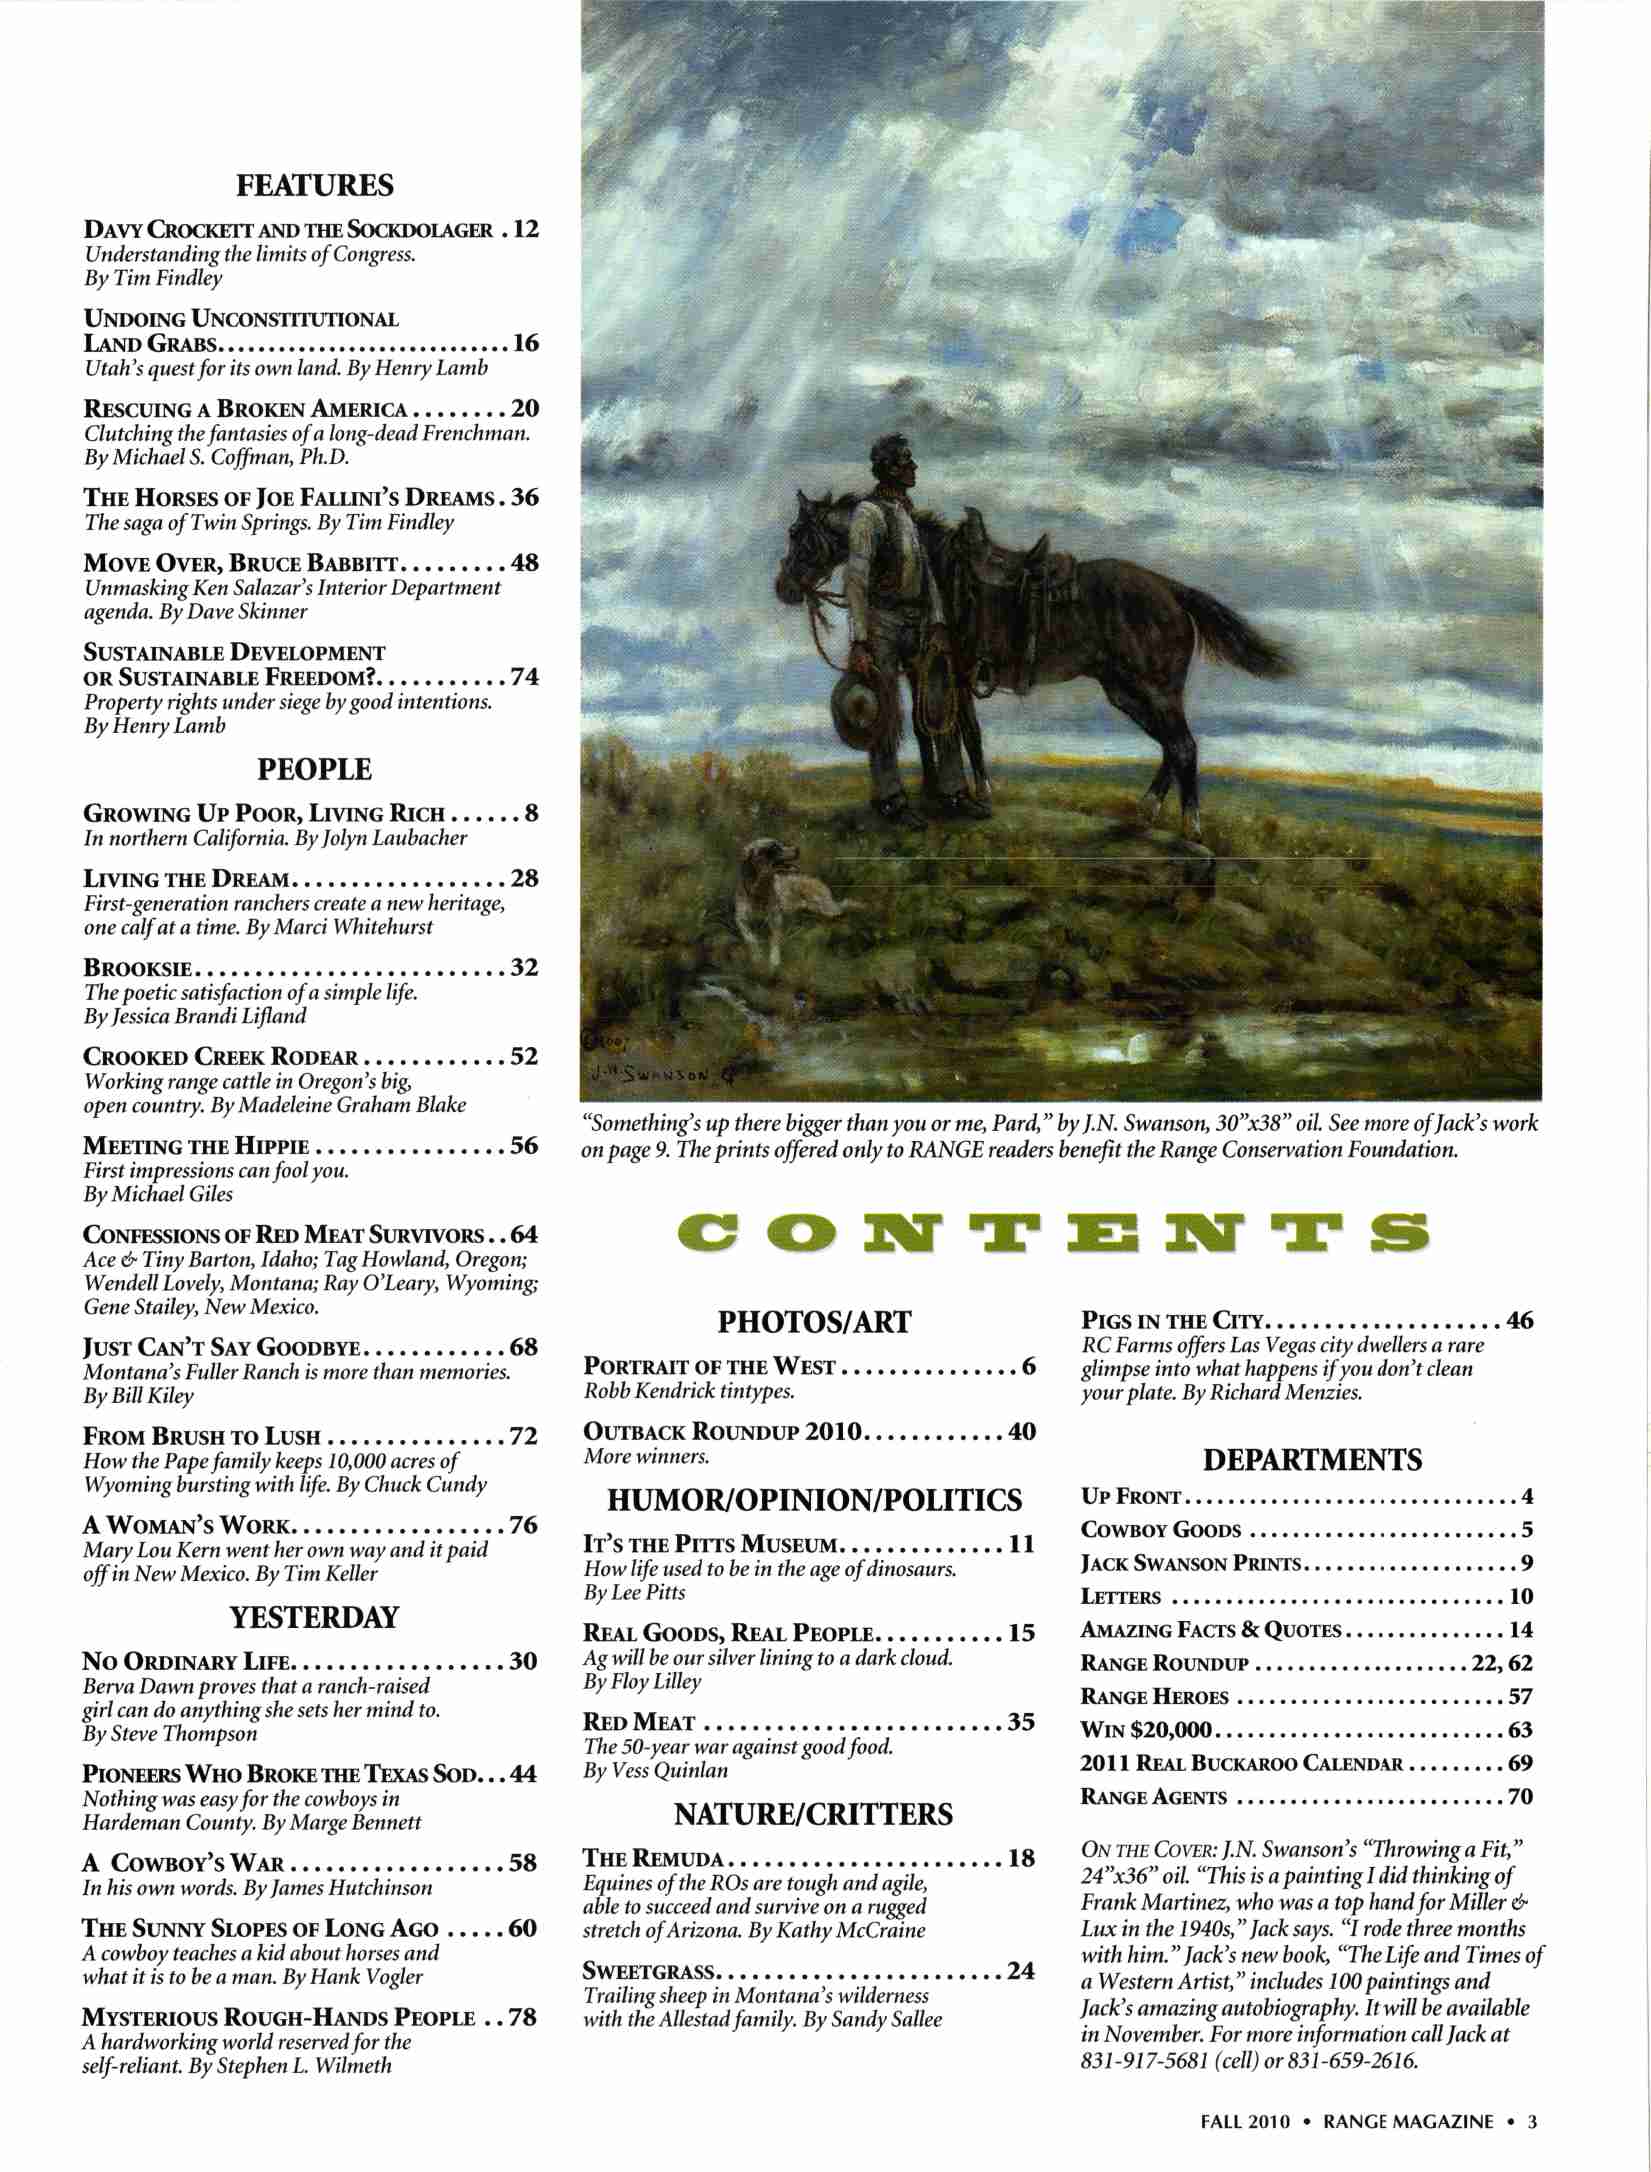 FEATURES
DAVY CROCKETT AND THE SOCKDOLAGER . 12
Understanding the limits of Congress.
By Tim Findley
UNDOING UNCONSTITUTIONAL
LAND GRABS............................. 16
Utah's quest for its own land. By Henry Lamb
RESCUING A BROKEN AMERICA ........ 20
Clutching the fantasies of a long-dead Frenchman.
By Michael S. Coffman, Ph.D.
THE HORSES OF JOE FALLINI'S DREAMS . 36
The saga of Twin Springs. By Tim Findley
MOVE OVER, BRUCE BABBITT......... 48
Unmasking Ken Salazar's Interior Department
agenda. By Dave Skinner
SUSTAINABLE DEVELOPMENT
OR SUSTAINABLE FREEDOM?........... 74
Property rights under siege by good intentions.
By Henry Lamb
PEOPLE
GROWING UP POOR, LIVING RICH ...... 8
In northern California. By Jolyn Laubacher
LIVING THE DREAM.................. 28
First-generation ranchers create a new heritage,
one calf at a time. By Marci Whitehurst
BROOKSIE.......................... 32
The poetic satisfaction of a simple life.
By Jessica Brandi Lifland
CROOKED CREEK RODEAR ............ 52
Working range cattle in Oregon's big,
open country. By Madeleine Graham Blake
MEETING THE HIPPIE ................ 56
First impressions can fool you.
By Michael Giles
CONFESSIONS OF RED MEAT SURVIVORS . . 64
Ace & Tiny Barton, Idaho; Tag Howland, Oregon;
Wendell Lovely, Montana; Ray O'Leary, Wyoming;
Gene Stailey, New Mexico.
JUST CAN'T SAY GOODBYE............ 68
Montana's Fuller Ranch is more than memories.
By Bill Kiley
FROM BRUSH TO LUSH ............... 72
How the Pape family keeps 10,000 acres of
Wyoming bursting with life. By Chuck Cundy
A WOMAN'S WORK.................. 76
Mary Lou Kern went her own way and it paid
off in New Mexico. By Tim Keller
YESTERDAY
NO ORDINARY LIFE.................. 30
Berva Dawn proves that a ranch-raised
girl can do anything she sets her mind to.
By Steve Thompson
PIONEERS WHO BROKE THE TEXAS SOD... 44
Nothing was easy for the cowboys in
Hardeman County. By Marge Bennett
A COWBOY'S WAR .................. 58
In his own words. By James Hutchinson
THE SUNNY SLOPES OF LONG AGO ..... 60
A cowboy teaches a kid about horses and
what it is to be a man. By Hank Vogler
MYSTERIOUS ROUGH-HANDS PEOPLE . . 78
A hardworking world reserved for the
self-reliant. By Stephen L. Wilmeth
J.N. SWANSON
"Something's up there bigger than you or me, Pard," by J.N. Swanson, 30"x38" oil. See more of Jack's work
on page 9. The prints offered only to RANGE readers benefit the Range Conservation Foundation.
CONTENTS
PHOTOS/ART
PORTRAIT OF THE WEST ............... 6
Robb Kendrick tintypes.
OUTBACK ROUNDUP 2010............ 40
More winners.
HUMOR/OPINION/POLITICS
IT'S THE PITTS MUSEUM.............. 11
How life used to be in the age of dinosaurs.
By Lee Pitts
REAL GOODS, REAL PEOPLE........... 15
Ag will be our silver lining to a dark cloud.
By Floy Lilley
RED MEAT ......................... 35
The 50-year war against good food.
By Vess Quinlan
NATURE/CRITTERS
THE REMUDA....................... 18
Equines of the ROs are tough and agile,
able to succeed and survive on a rugged
stretch of Arizona. By Kathy McCraine
SWEETGRASS........................ 24
Trailing sheep in Montana's wilderness
with the Allestad family. By Sandy Sallee
PIGS IN THE CITY.................... 46
RC Farms offers Las Vegas city dwellers a rare
glimpse into what happens if you don't clean
your plate. By Richard Menzies.
DEPARTMENTS
UP FRONT............................... 4
COWBOY GOODS ......................... 5
JACK SWANSON PRINTS.................... 9
LETTERS ............................... 10
AMAZING FACTS & QUOTES............... 14
RANGE ROUNDUP .................... 22, 62
RANGE HEROES ......................... 57
WIN $20,000........................... 63
2011 REAL BUCKAROO CALENDAR ......... 69
RANGE AGENTS ......................... 70
ON THE COVER: J.N. Swanson's "Throwing a Fit,"
24"x36" oil. "This is a painting I did thinking of
Frank Martinez, who was a top hand for Miller &
Lux in the 1940s," Jack says. "I rode three months
with him." Jack's new book, "The Life and Times of
a Western Artist," includes 100 paintings and
Jack's amazing autobiography. It will be available
in November. For more information call Jack at
831-917-5681 (cell) or 831-659-2616.
FALL 2010 • RANGE MAGAZINE • 3